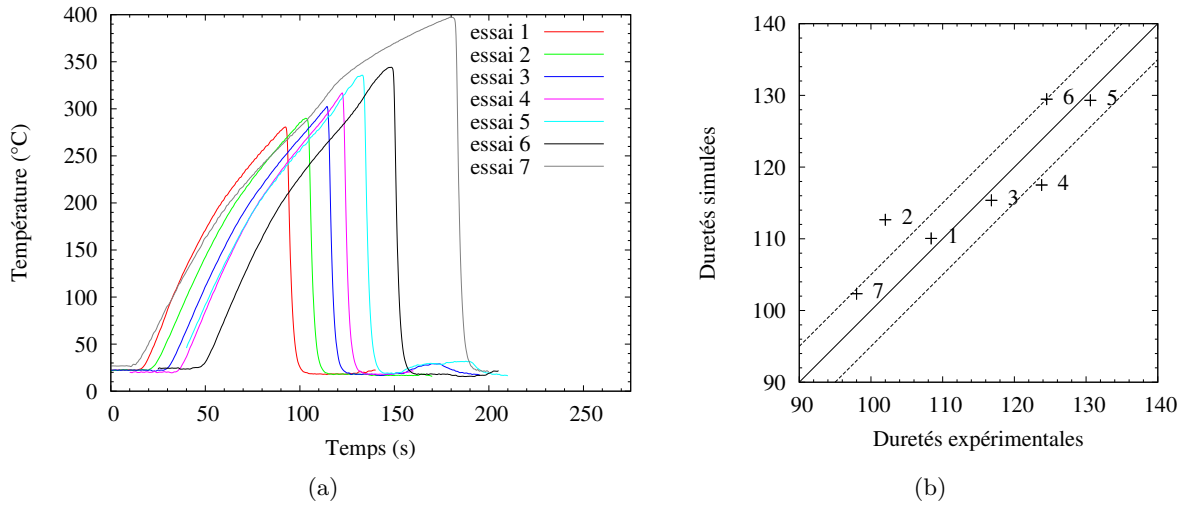 400
350
300
250
200
150
100
50
0
0
50
100
150
200
250
Température (°C)
Temps (s)
essai 1
essai 2
essai 3
essai 4
essai 5
essai 6
essai 7
(a)
140
130
120
110
100
90
90
100
110
120
130
140
Duretés simulées
Duretés expérimentales
6
5
4
3
2
1
7
(b)